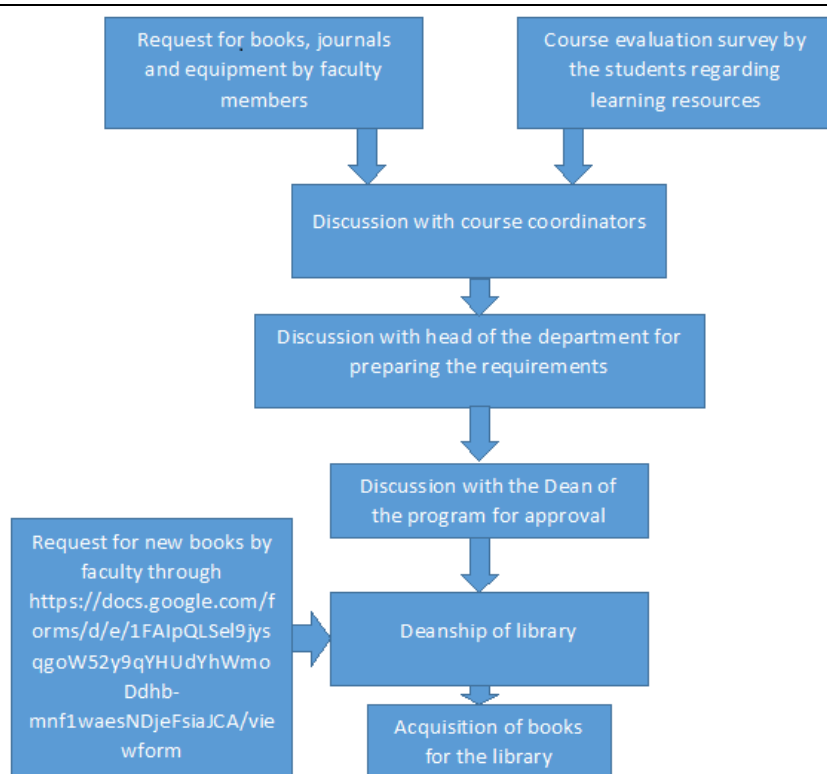 Request for books, journals
and equipment by faculty
members
Course evaluation survey by
the students regarding
learning resources
Discussion with course coordinators
Discussion with head of the department for
preparing the requirements
Discussion with the Dean of
the program for approval
Request for new books by
faculty through
https://docs.google.com/f
orms/d/e/1FAIpQLSel9jys
qgoW52y9qYHUdYhWmo
Ddhb-
mnf1waesNDjeFsiaJCA/vie
wform
Deanship of library
Acquisition of books
for the library